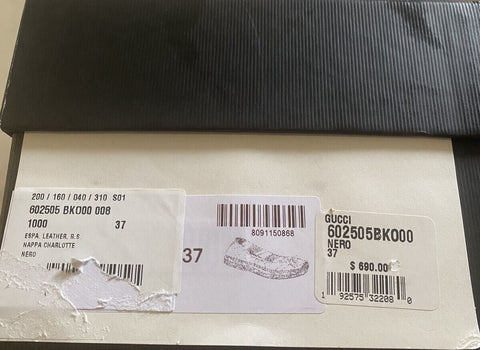 200 / 160 / 040 / 310 S01
602505 BKO00 008
1000 37
ESPA. LEATHER, R.S.
NAPPA CHARLOTTE
NERO
8091150868
37
GUCCI
602505BKO00
NERO
37
$ 690.00
1 92575 32208 0